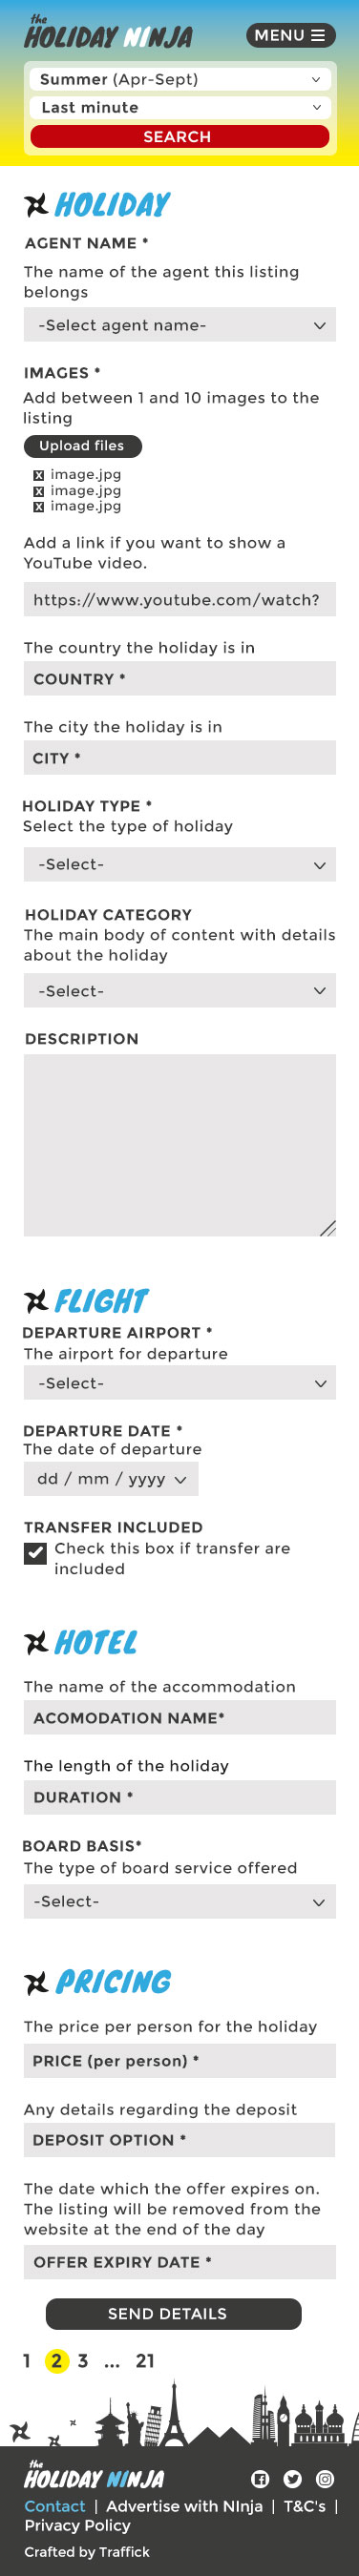 the
HOLIDAY NINJA
MENU
Summer (Apr-Sept)
Last minute
SEARCH
HOLIDAY
AGENT NAME *
The name of the agent this listing
belongs
-Select agent name-
IMAGES *
Add between 1 and 10 images to the
listing
Upload files
x image.jpg
x image.jpg
x image.jpg
Add a link if you want to show a
YouTube video.
https://www.youtube.com/watch?
The country the holiday is in
COUNTRY *
The city the holiday is in
CITY *
HOLIDAY TYPE *
Select the type of holiday
-Select-
HOLIDAY CATEGORY
The main body of content with details
about the holiday
-Select-
DESCRIPTION
FLIGHT
DEPARTURE AIRPORT *
The airport for departure
-Select-
DEPARTURE DATE *
The date of departure
dd / mm / yyyy
TRANSFER INCLUDED
Check this box if transfer are
included
HOTEL
The name of the accommodation
ACOMODATION NAME*
The length of the holiday
DURATION *
BOARD BASIS*
The type of board service offered
-Select-
PRICING
The price per person for the holiday
PRICE (per person) *
Any details regarding the deposit
DEPOSIT OPTION *
The date which the offer expires on.
The listing will be removed from the
website at the end of the day
OFFER EXPIRY DATE *
SEND DETAILS
1 2 3 ... 21
the
HOLIDAY NINJA
Contact | Advertise with NInja | T&C's |
Privacy Policy
Crafted by Traffick